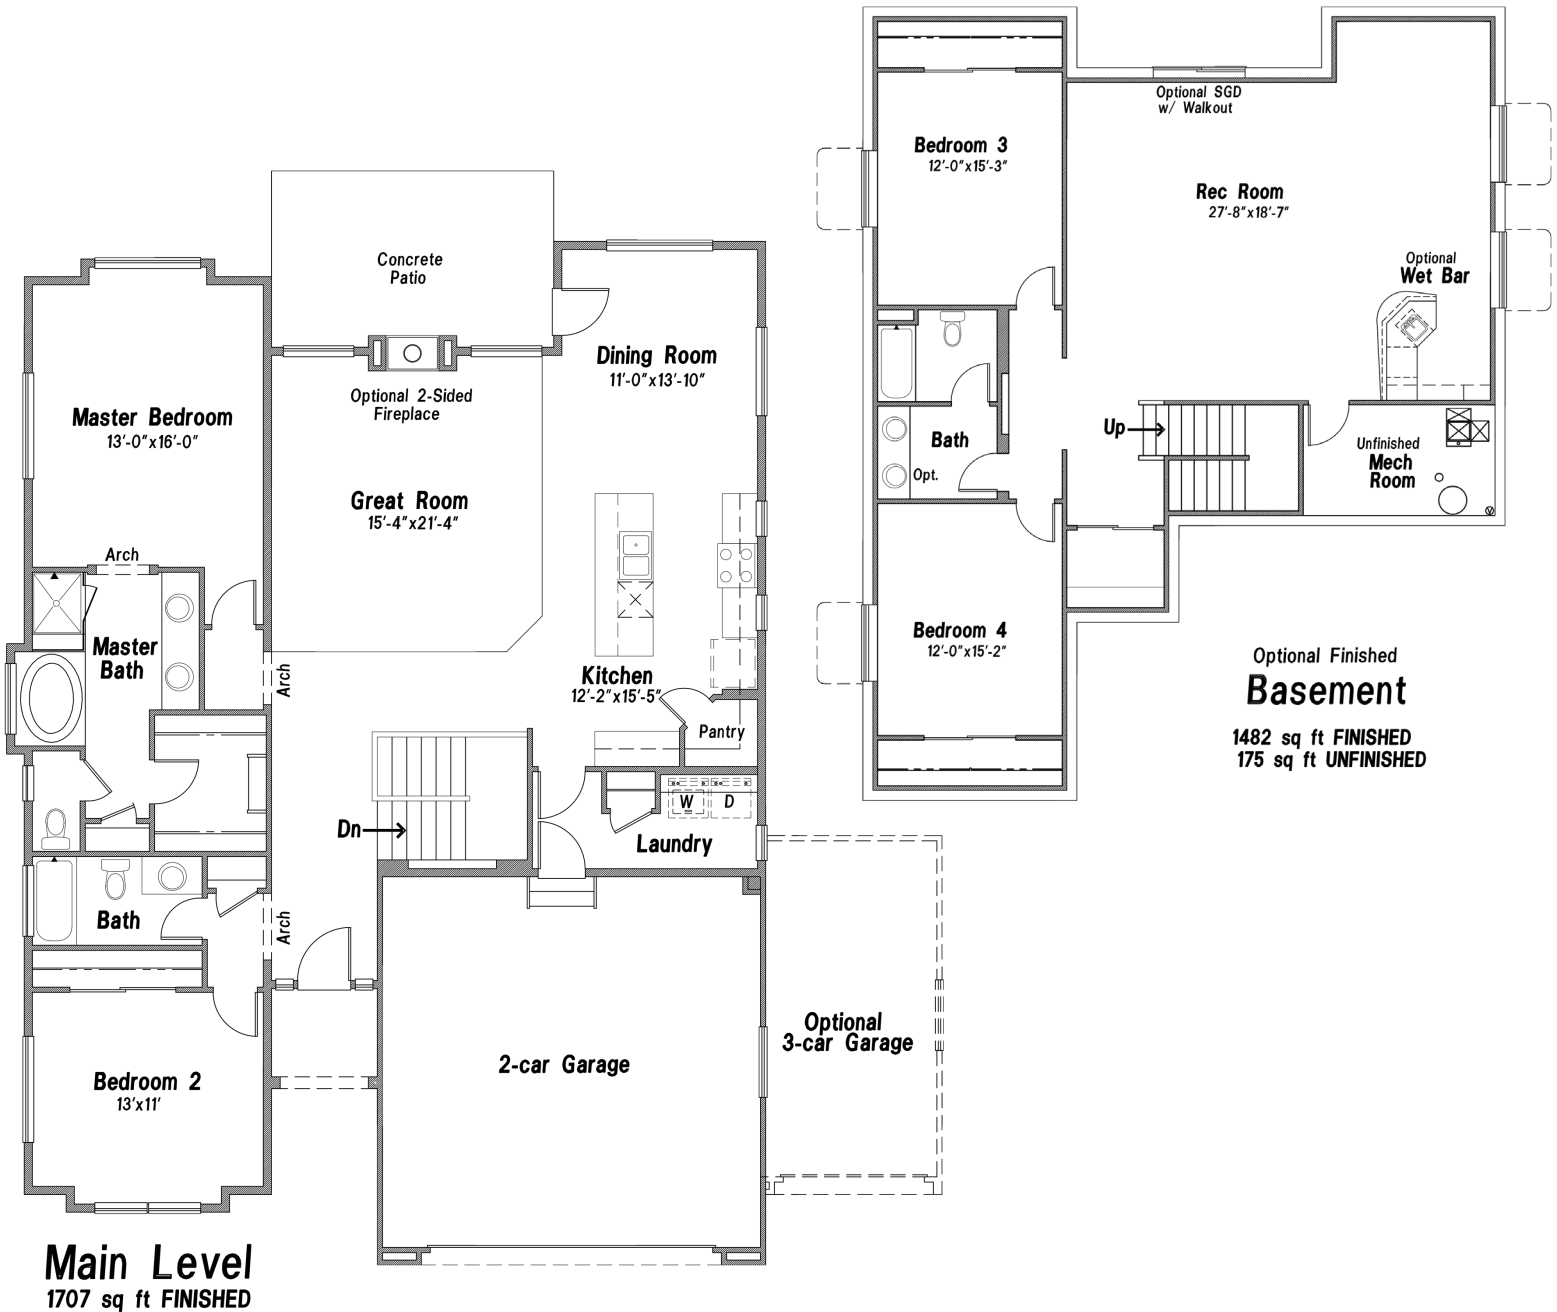 Concrete
Patio
Optional 2-Sided
Fireplace
Dining Room
11'-0"x13'-10"
Master Bedroom
13'-0"x16'-0"
Great Room
15'-4"x21'-4"
Arch
Master
Bath
Arch
Kitchen
12'-2"x15'-5"
Pantry
W D
Dn
Laundry
Bath
Arch
Bedroom 2
13'x11'
2-car Garage
Optional
3-car Garage
Main Level
1707 sq ft FINISHED
Optional SGD
w/ Walkout
Bedroom 3
12'-0"x15'-3"
Rec Room
27'-8"x18'-7"
Optional
Wet Bar
Up
Bath
Opt.
Unfinished
Mech
Room
Bedroom 4
12'-0"x15'-2"
Optional Finished
Basement
1482 sq ft FINISHED
175 sq ft UNFINISHED